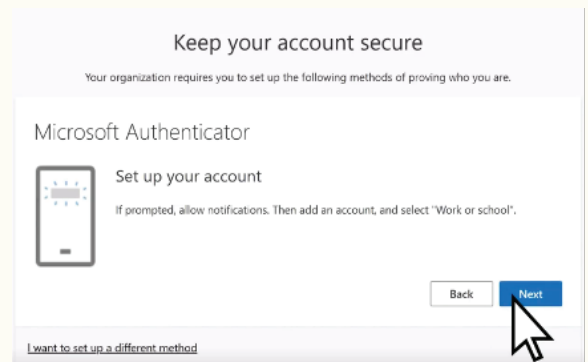 Keep your account secure
Your organization requires you to set up the following methods of proving who you are.
Microsoft Authenticator
Set up your account
If prompted, allow notifications. Then add an account, and select "Work or school".
Back
Next
I want to set up a different method